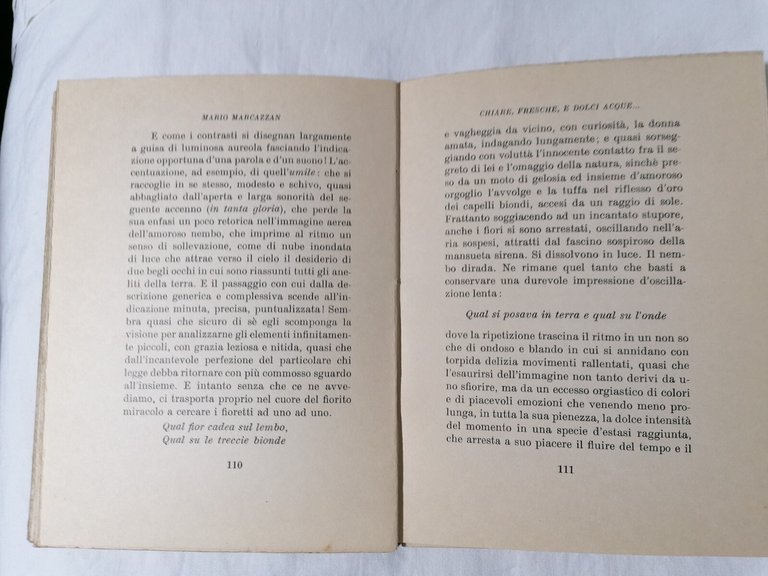 MARIO MARCAZZAN
E come i contrasti si disegnan largamente
a guisa di luminosa aureola fasciando l'indica-
zione opportuna d'una parola e d'un suono! L'ac-
centuazione, ad esempio, di quell'umile: che si
raccoglie in se stesso, modesto e schivo, quasi
abbagliato dall'aperta e larga sonorità del se-
guente accenno (in tanta gloria), che perde la
sua enfasi un poco retorica nell'immagine aerea
dell'amoroso nembo, che imprime al ritmo un
senso di sollevazione, come di nube inondata
di luce che attrae verso il cielo il desiderio di
due begli occhi in cui sono riassunti tutti gli ane-
liti della terra. E il passaggio con cui dalla de-
scrizione generica e complessiva scende all'in-
dicazione minuta, precisa, puntualizzata! Sem-
bra quasi che sicuro di sè egli scomponga la
visione per analizzarne gli elementi infinitamen-
te piccoli, con grazia leziosa e nitida, quasi che
dall'incantevole perfezione del particolare chi
legge debba ritornare con più commosso sguardo
all'insieme. E intanto senza che ce ne avve-
diamo, ci trasporta proprio nel cuore del fiorito
miracolo a cercare i fioretti ad uno ad uno.
Qual fior cadea sul lembo,
Qual su le treccie bionde
110
CHIARE, FRESCHE, E DOLCI ACQUE...
e vagheggia da vicino, con curiosità, la donna
amata, indagando lungamente; e quasi sorseg-
giando con voluttà l'innocente contatto fra il se-
greto di lei e l'omaggio della natura, sinchè pre-
so da un moto di gelosia ed insieme d'amoroso
orgoglio l'avvolge e la tuffa nel riflesso d'oro
dei capelli biondi, accesi da un raggio di sole.
Frattanto soggiacendo ad un incantato stupore,
anche i fiori si sono arrestati, oscillando nell'a-
ria sospesi, attratti dal fascino sospiroso della
mansueta sirena. Si dissolvono in luce. Il nem-
bo dirada. Ne rimane quel tanto che basti a
conservare una durevole impressione d'oscilla-
zione lenta:
Qual si posava in terra e qual su l'onde
dove la ripetizione trascina il ritmo in un non so
che di ondoso e blando in cui si annidano con
torpida delizia movimenti rallentati, quasi che
l'esaurirsi dell'immagine non tanto derivi da u-
no sfiorire, ma da un eccesso orgiastico di colori
e di piacevoli emozioni che venendo meno pro-
lunga, in tutta la sua pienezza, la dolce intensità
del momento in una specie d'estasi raggiunta,
che arresta a suo piacere il fluire del tempo e il
111